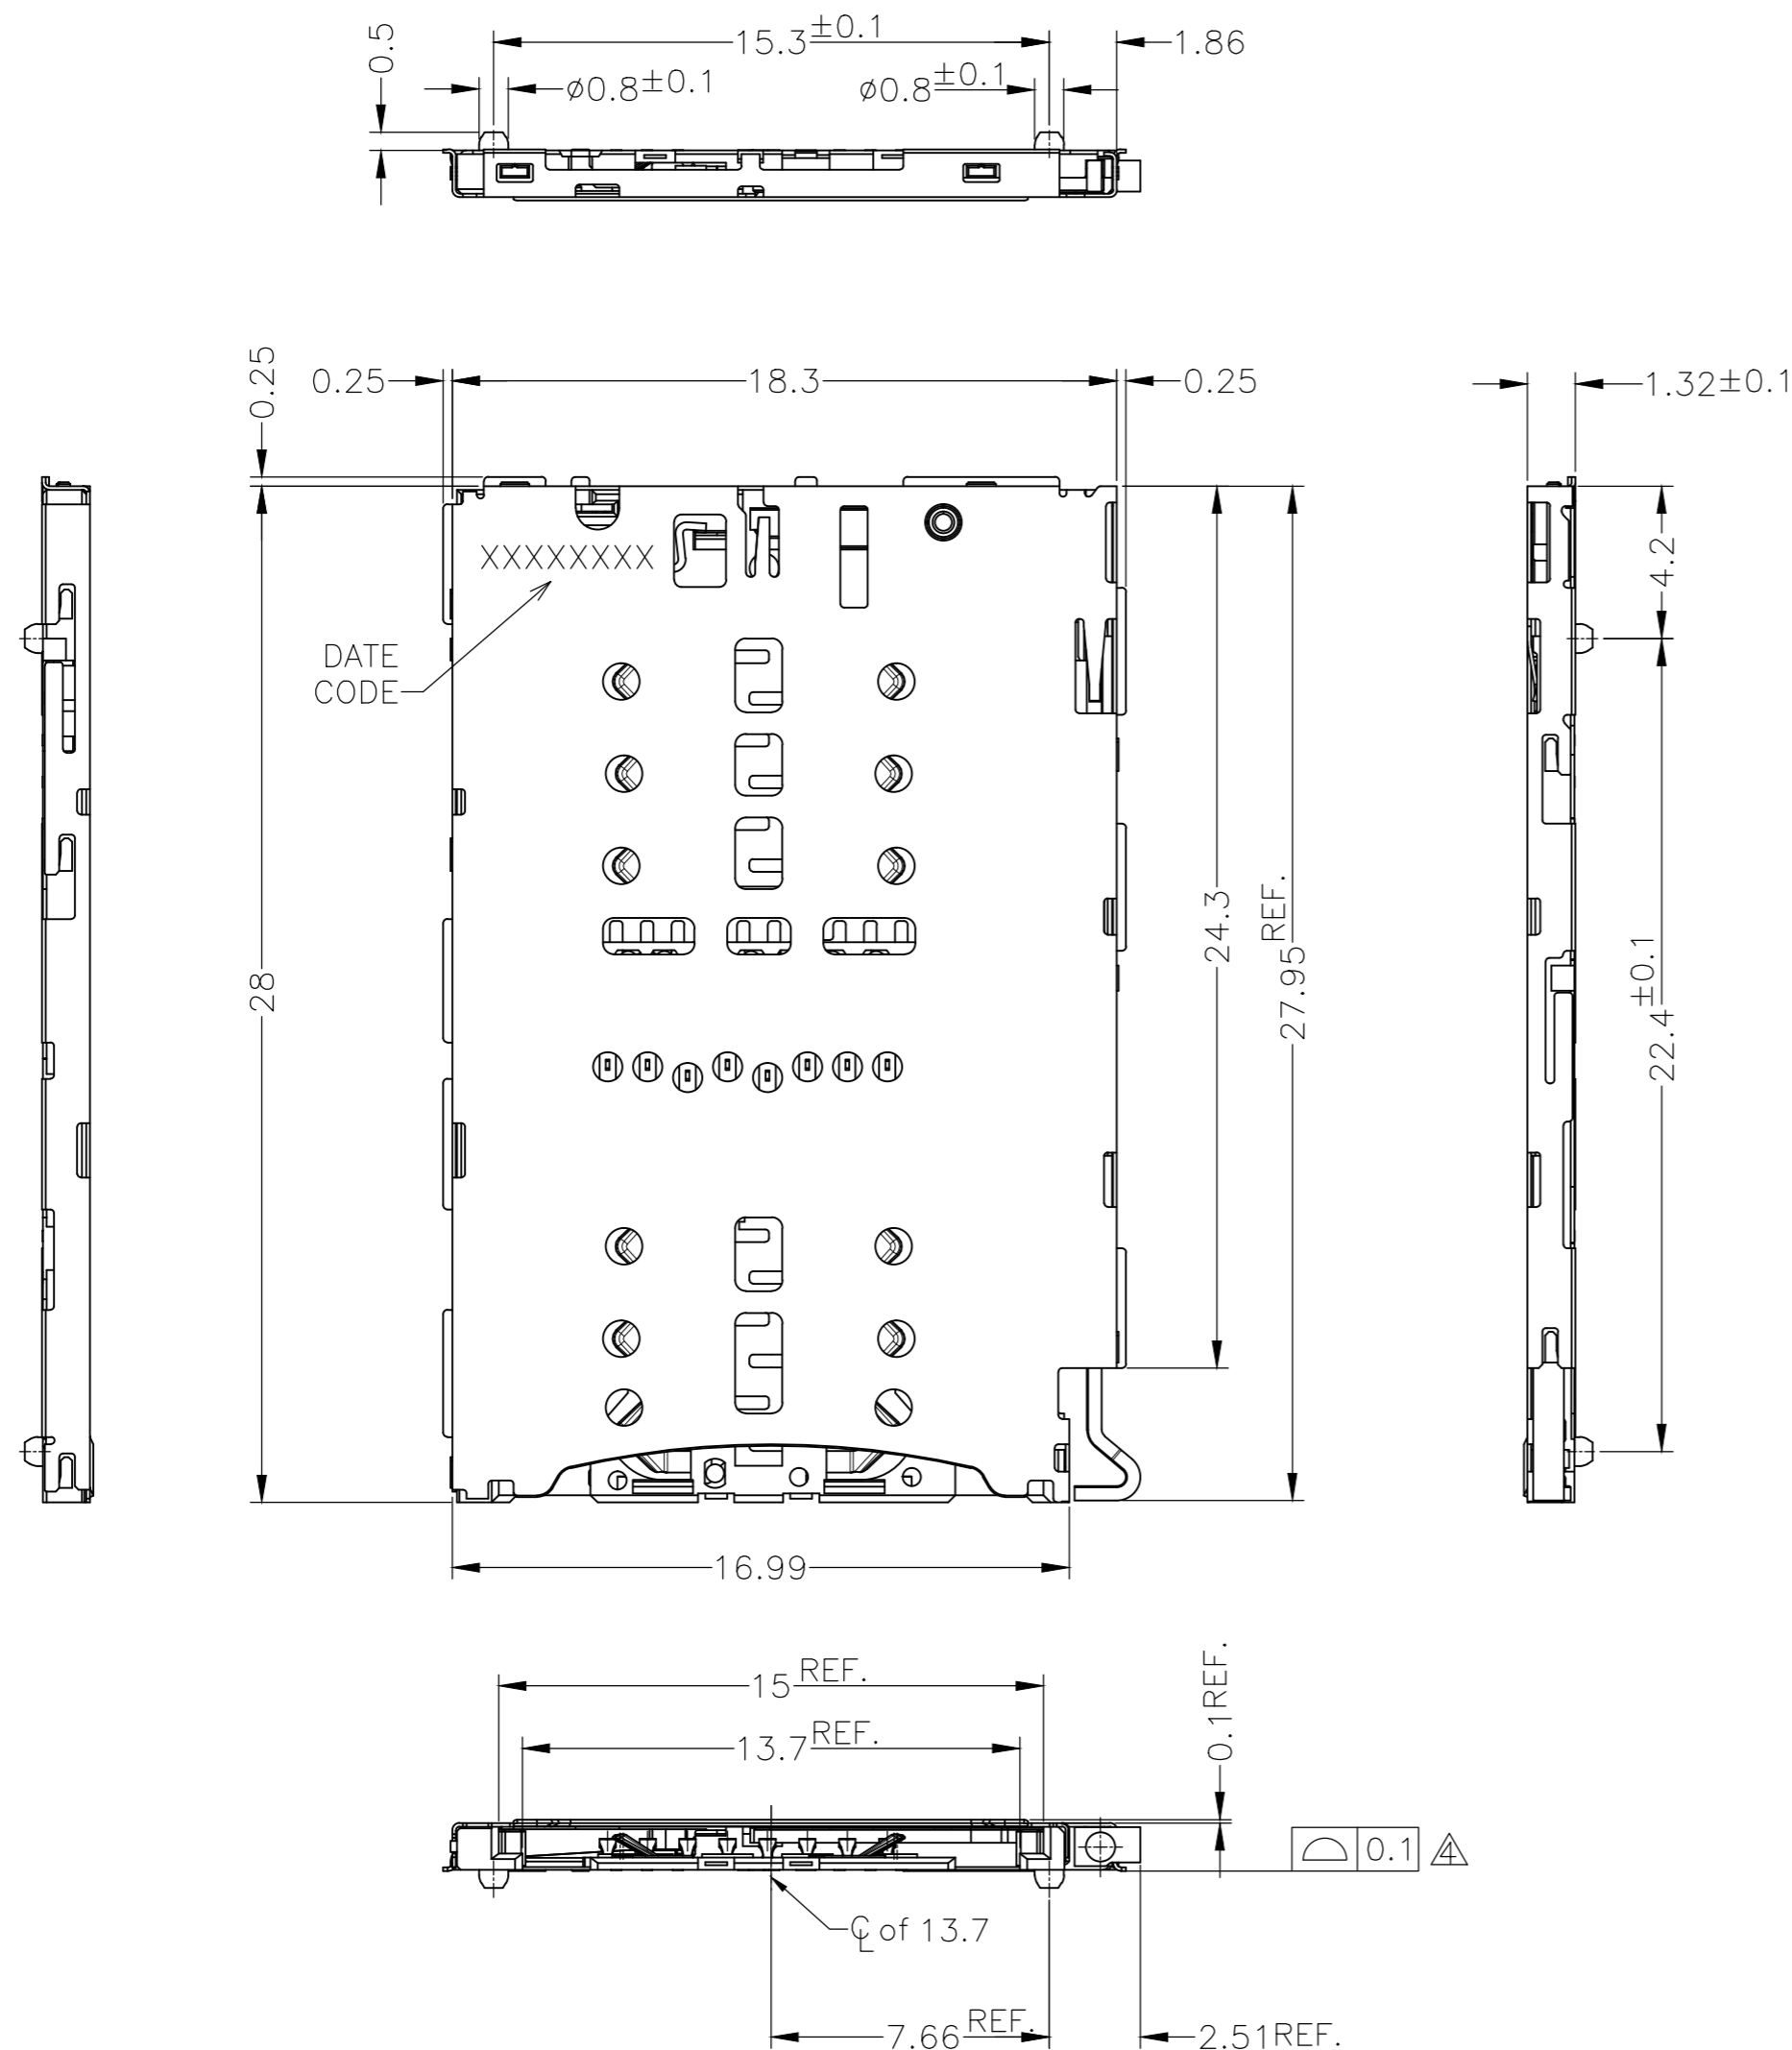 0.5
15.3±0.1
1.86
ø0.8±0.1
ø0.8±0.1
0.25
0.25
18.3
0.25
1.32±0.1
XXXXXXXX
DATE
CODE
4.2
28
24.3
27.95 REF.
22.4±0.1
16.99
15 REF.
13.7 REF.
0.1 REF.
0.1
4
℄ of 13.7
7.66 REF.
2.51 REF.